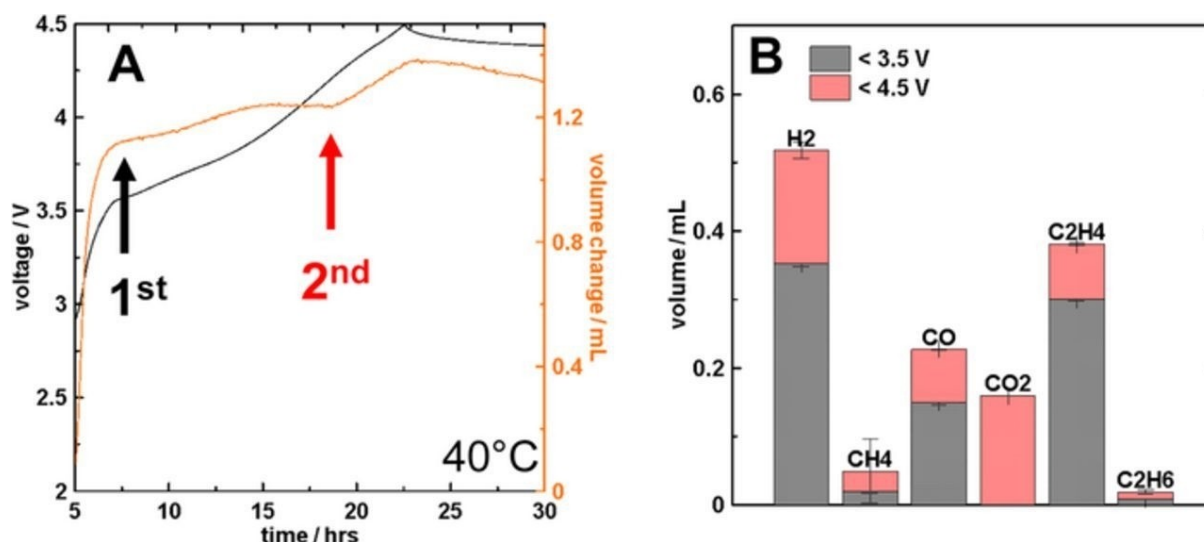 A
4.5
4
3.5
3
2.5
2
voltage / V
1st
2nd
1.2
0.8
0.4
0
volume change / mL
40°C
5
10
15
20
25
30
time / hrs
B
< 3.5 V
< 4.5 V
0.6
0.4
0.2
0
volume / mL
H2
CH4
CO
CO2
C2H4
C2H6